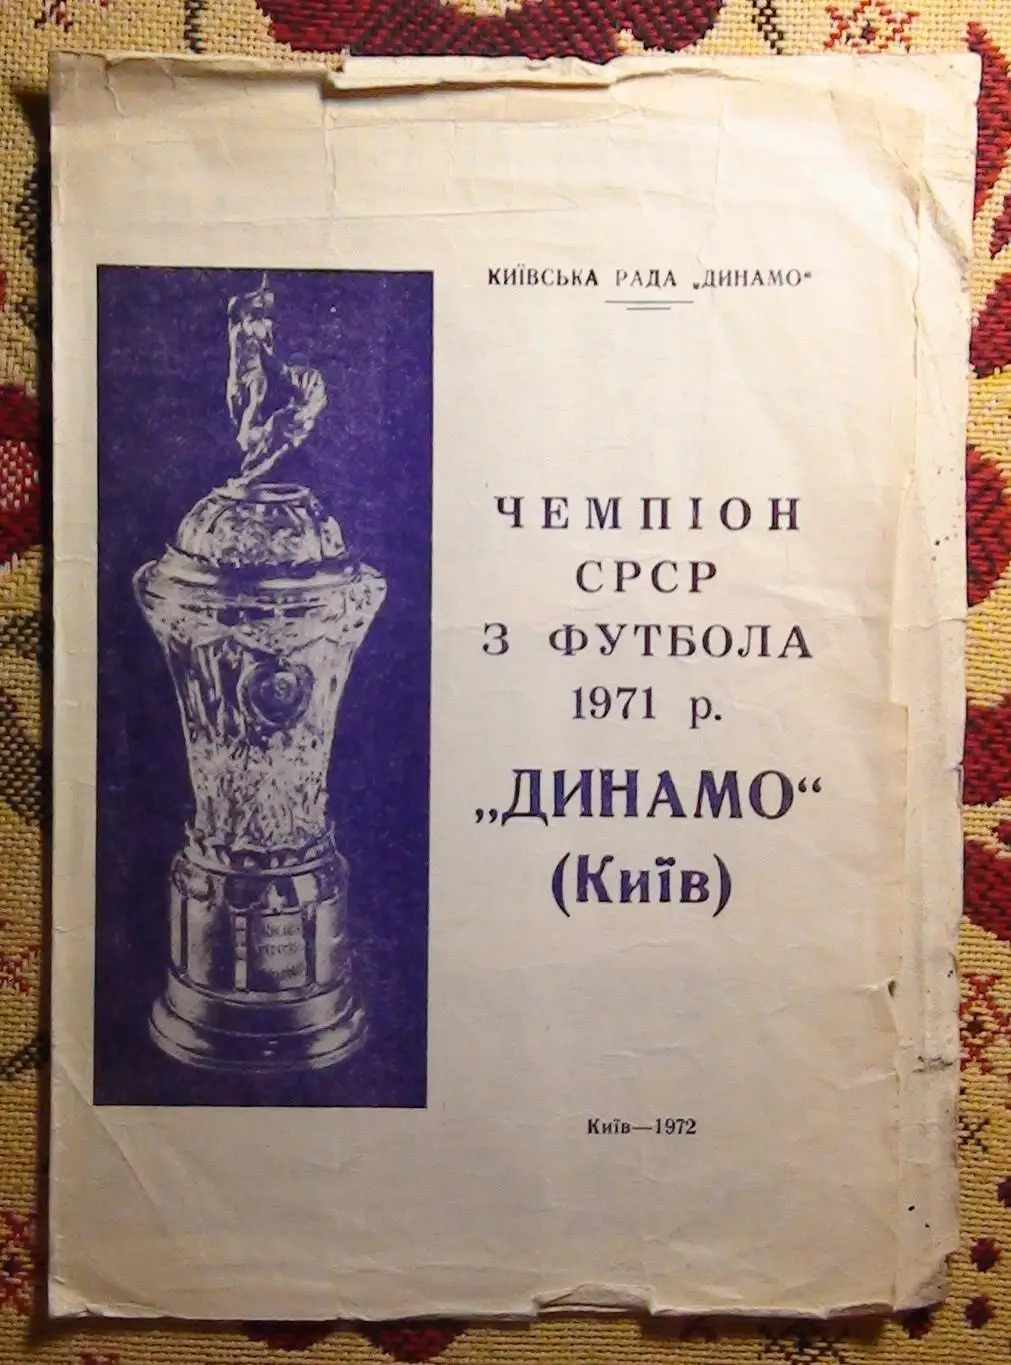 КИЇВСЬКА РАДА „ДИНАМО“
ЧЕМПІОН
СРСР
З ФУТБОЛА
1971 р.
„ДИНАМО“
(Київ)
Київ—1972